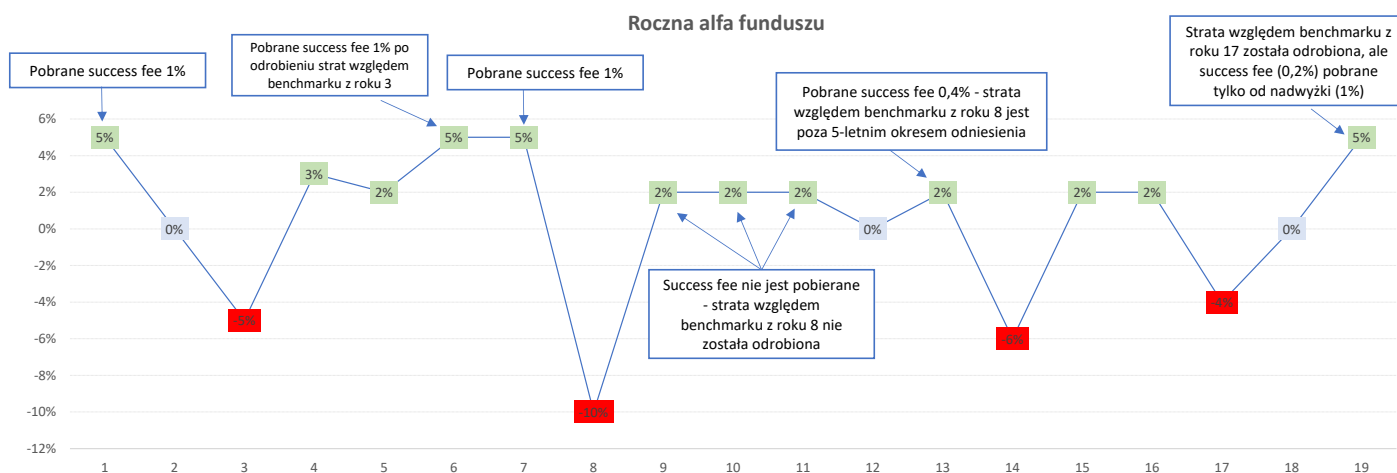 Roczna alfa funduszu
Pobrane success fee 1%
Pobrane success fee 1% po
odrobieniu strat względem
benchmarku z roku 3
Pobrane success fee 1%
Pobrane success fee 0,4% - strata
względem benchmarku z roku 8 jest
poza 5-letnim okresem odniesienia
Strata względem benchmarku z
roku 17 została odrobiona, ale
success fee (0,2%) pobrane
tylko od nadwyżki (1%)
Success fee nie jest pobierane
- strata względem
benchmarku z roku 8 nie
została odrobiona
6%
4%
2%
0%
-2%
-4%
-6%
-8%
-10%
-12%
5%
0%
-5%
3%
2%
5%
5%
-10%
2%
2%
2%
0%
2%
-6%
2%
2%
-4%
0%
5%
1 2 3 4 5 6 7 8 9 10 11 12 13 14 15 16 17 18 19